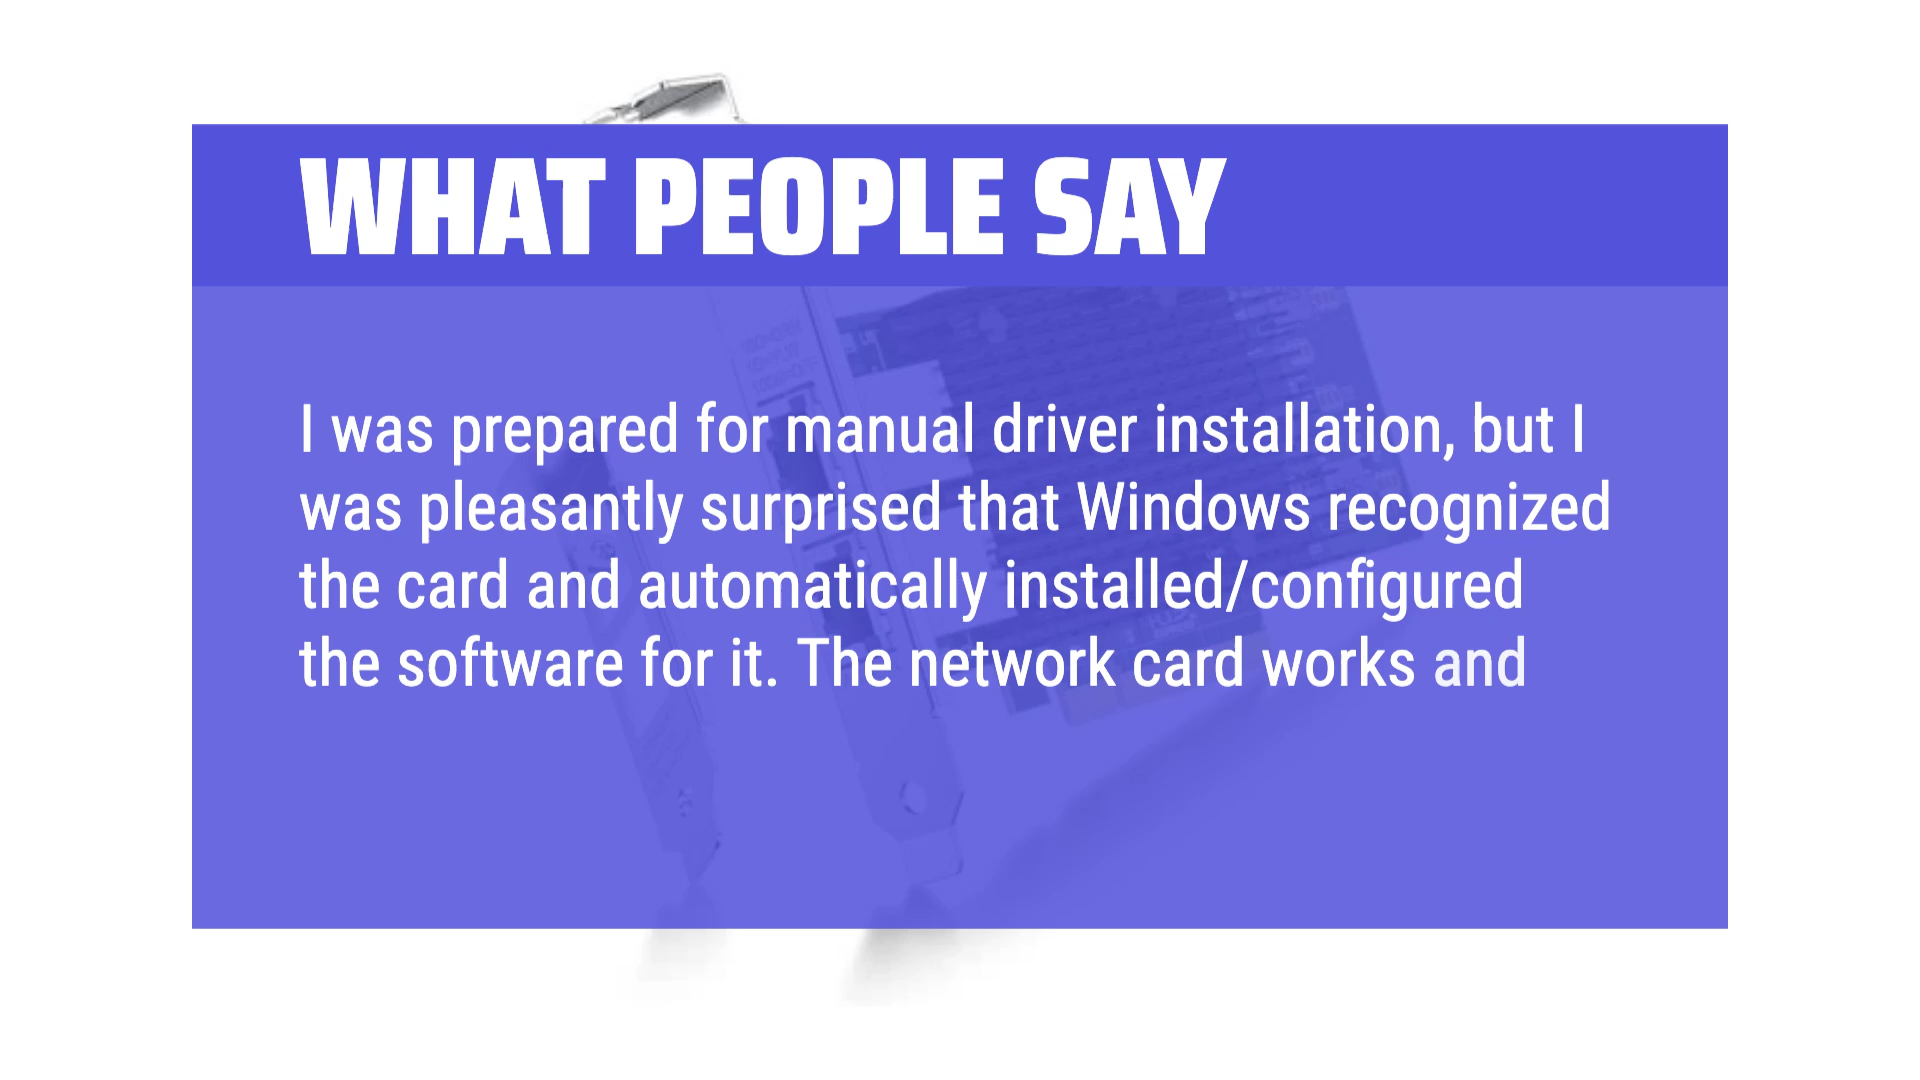 WHAT PEOPLE SAY
I was prepared for manual driver installation, but I
was pleasantly surprised that Windows recognized
the card and automatically installed/configured
the software for it. The network card works and